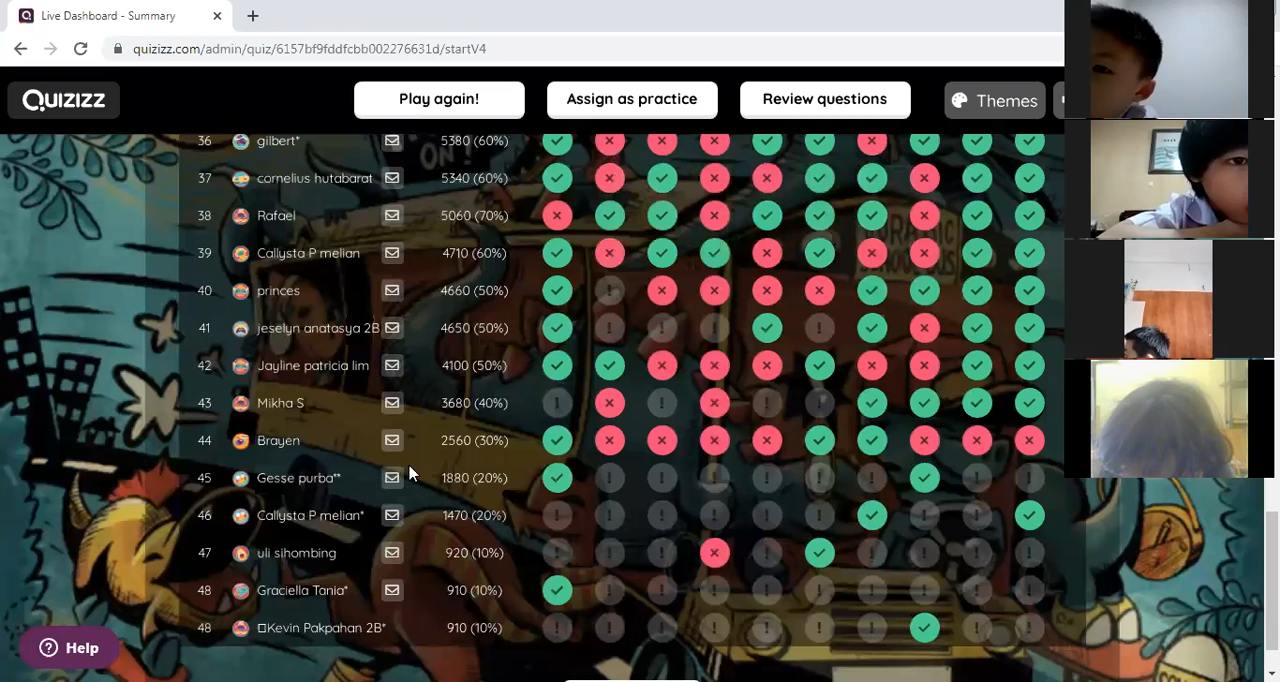 Live Dashboard - Summary
quizizz.com/admin/quiz/6157bf9fddfcbb002276631d/startV4
QUIZIZZ
Play again!
Assign as practice
Review questions
Themes
36 gilbert* 5380 (60%)
37 cornelius hutabarat 5340 (60%)
38 Rafael 5060 (70%)
39 Callysta P melian 4710 (60%)
40 princes 4660 (50%)
41 jeselyn anatasya 2B 4650 (50%)
42 Jayline patricia lim 4100 (50%)
43 Mikha S 3680 (40%)
44 Brayen 2560 (30%)
45 Gesse purba** 1880 (20%)
46 Callysta P melian* 1470 (20%)
47 uli sihombing 920 (10%)
48 Graciella Tania* 910 (10%)
48 Kevin Pakpahan 2B* 910 (10%)
Help